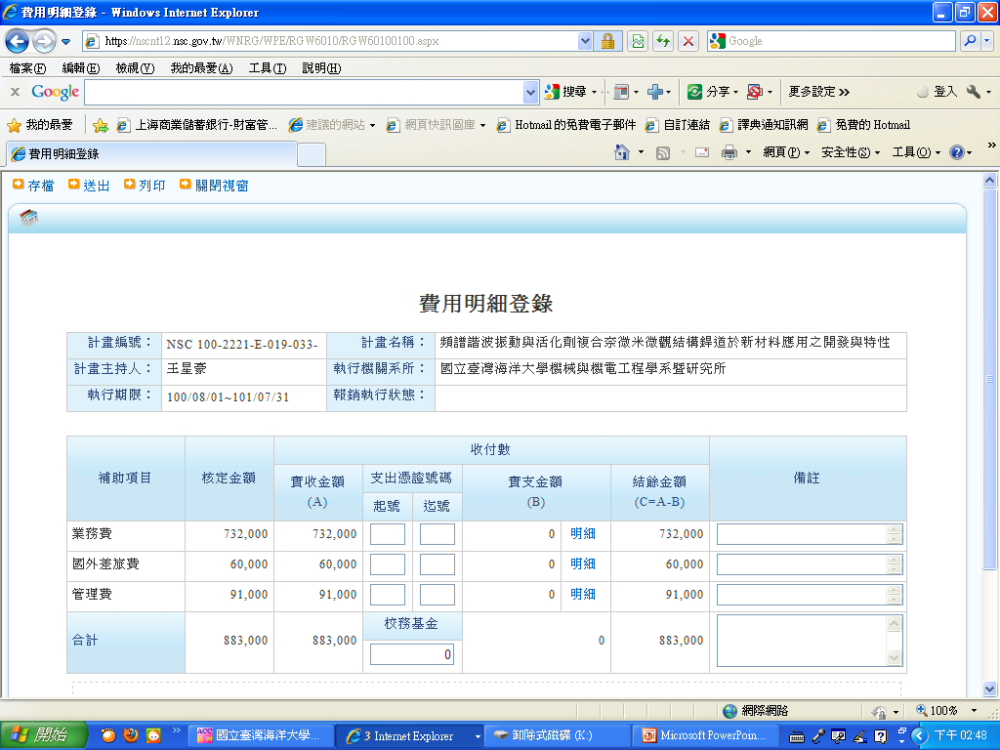 費用明細登錄 - Windows Internet Explorer
https://nscnt12.nsc.gov.tw/WNRG/WPE/RGW6010/RGW60100100.aspx
Google
檔案(F) 編輯(E) 檢視(V) 我的最愛(A) 工具(T) 說明(H)
x Google 搜尋 分享 更多設定 >> 登入
我的最愛 上海商業儲蓄銀行-財富管... 建議的網站 網頁快訊圖庫 Hotmail 的免費電子郵件 自訂連結 譯典通知訊網 免費的 Hotmail
費用明細登錄
網頁(P) 安全性(S) 工具(O) >>
存檔 送出 列印 關閉視窗
費用明細登錄
計畫編號： NSC 100-2221-E-019-033- 計畫名稱： 頻譜諧波振動與活化劑複合奈微米微觀結構銲道於新材料應用之開發與特性
計畫主持人： 王星豪 執行機關系所： 國立臺灣海洋大學機械與機電工程學系暨研究所
執行期限： 100/08/01~101/07/31 報銷執行狀態：
收付數
補助項目 核定金額 實收金額 (A) 支出憑證號碼 實支金額 (B) 結餘金額 (C=A-B) 備註
起號 迄號
業務費 732,000 732,000 0 明細 732,000
國外差旅費 60,000 60,000 0 明細 60,000
管理費 91,000 91,000 0 明細 91,000
校務基金
合計 883,000 883,000 0 0 883,000
網際網路 100%
開始 >> 國立臺灣海洋大學... 3 Internet Explorer 卸除式磁碟 (K:) Microsoft PowerPoin... 下午 02:48